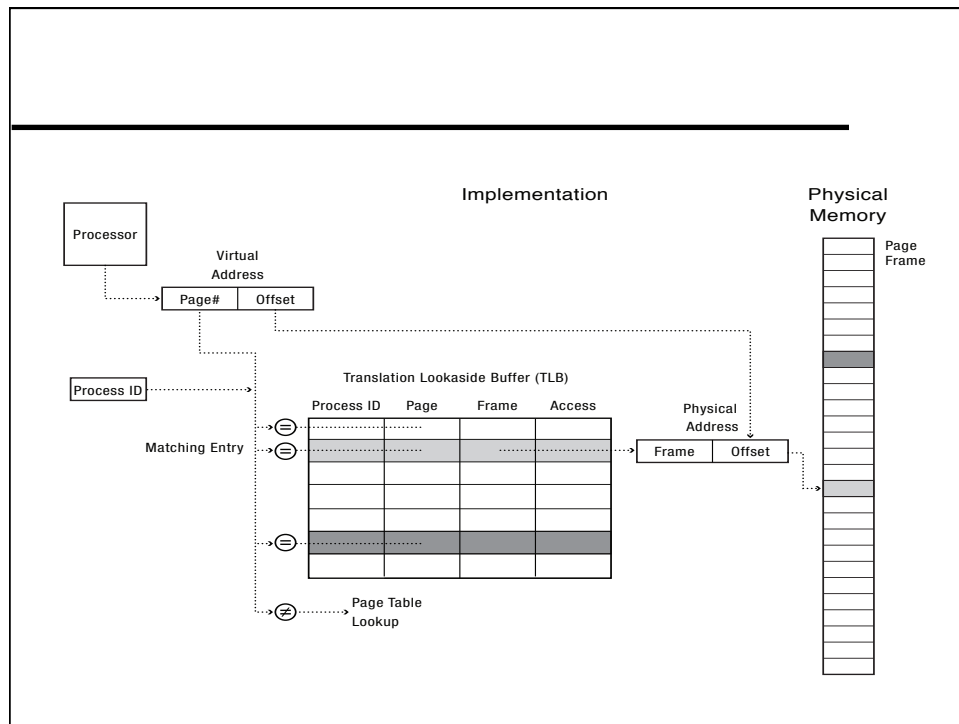 Implementation
Physical
Memory
Processor
Page
Frame
Virtual
Address
Page# Offset
Process ID
Translation Lookaside Buffer (TLB)
Process ID Page Frame Access
Physical
Address
Matching Entry
=
=
Frame Offset
=
≠
Page Table
Lookup